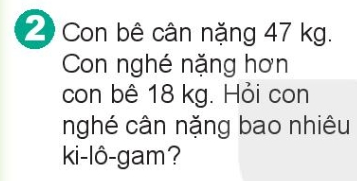 2 Con bê cân nặng 47 kg.
Con nghé nặng hơn
con bê 18 kg. Hỏi con
nghé cân nặng bao nhiêu
ki-lô-gam?